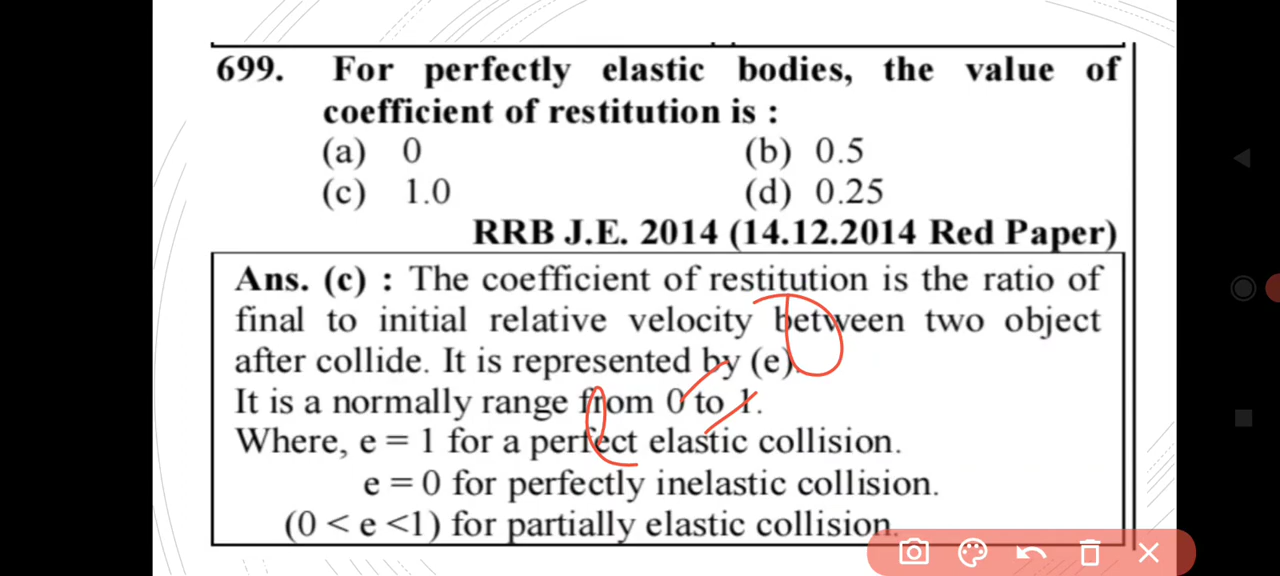 699. For perfectly elastic bodies, the value of
coefficient of restitution is :
(a) 0 (b) 0.5
(c) 1.0 (d) 0.25
RRB J.E. 2014 (14.12.2014 Red Paper)
Ans. (c) : The coefficient of restitution is the ratio of
final to initial relative velocity between two object
after collide. It is represented by (e).
It is a normally range from 0 to 1.
Where, e = 1 for a perfect elastic collision.
e = 0 for perfectly inelastic collision.
(0 < e <1) for partially elastic collision.